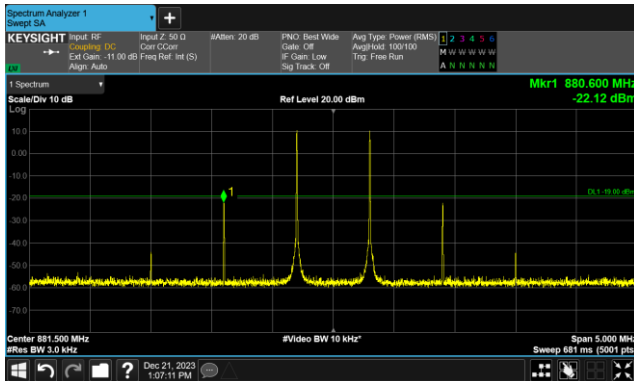 Spectrum Analyzer 1
Swept SA
+
KEYSIGHT Input: RF Input Z: 50 Ω #Atten: 20 dB PNO: Best Wide Avg Type: Power (RMS) 1 2 3 4 5 6
Coupling: DC Corr CCorr Gate: Off Avg|Hold: 100/100 M W W W W W
Ext Gain: -11.00 dB Freq Ref: Int (S) IF Gain: Low Trig: Free Run
Align: Auto Sig Track: Off A N N N N N
1 Spectrum Mkr1 880.600 MHz
Scale/Div 10 dB Ref Level 20.00 dBm -22.12 dBm
Log
10.0
0.00
-10.0
1
DL1 -19.00 dBm
-20.0
-30.0
-40.0
-50.0
-60.0
-70.0
Center 881.500 MHz #Video BW 10 kHz* Span 5.000 MHz
#Res BW 3.0 kHz Sweep 681 ms (5001 pts
? Dec 21, 2023
1:07:11 PM